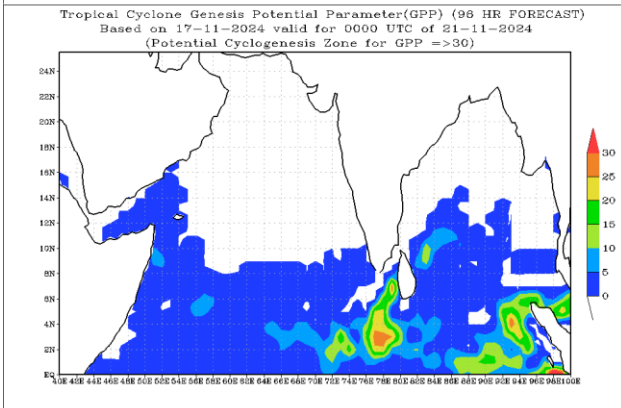 Tropical Cyclone Genesis Potential Parameter(GPP) (96 HR FORECAST)
Based on 17-11-2024 valid for 0000 UTC of 21-11-2024
(Potential Cyclogenesis Zone for GPP =>30)
24N
22N
20N
18N
16N
14N
12N
10N
8N
6N
4N
2N
EQ
40E 42E 44E 46E 48E 50E 52E 54E 56E 58E 60E 62E 64E 66E 68E 70E 72E 74E 76E 78E 80E 82E 84E 86E 88E 90E 92E 94E 96E 98E 100E
30
25
20
15
10
5
0